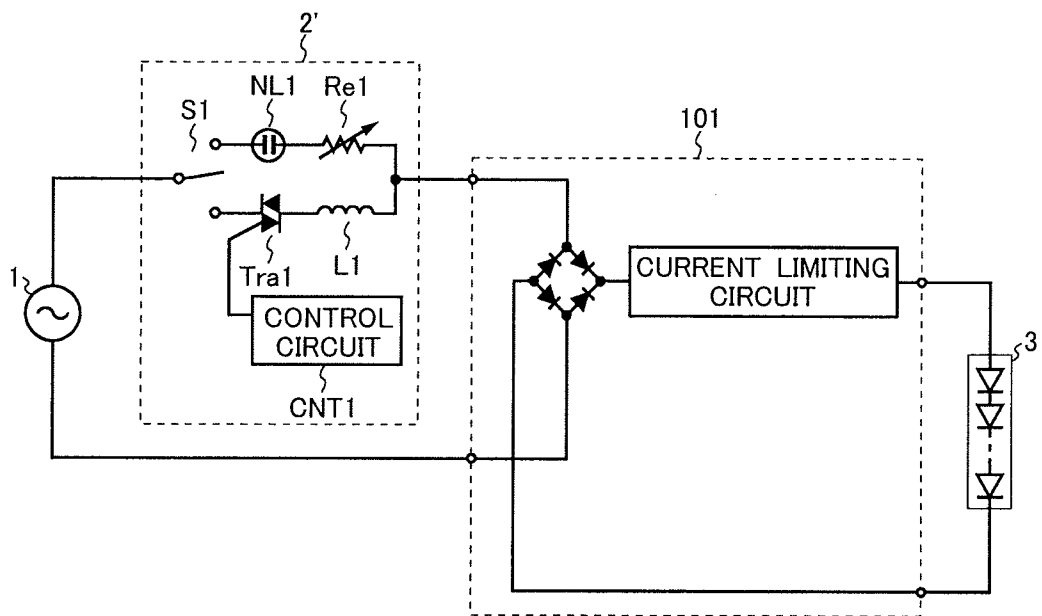 2'
NL1
Re1
S1
101
Tra1
L1
1
CURRENT LIMITING
CIRCUIT
CONTROL
CIRCUIT
3
CNT1